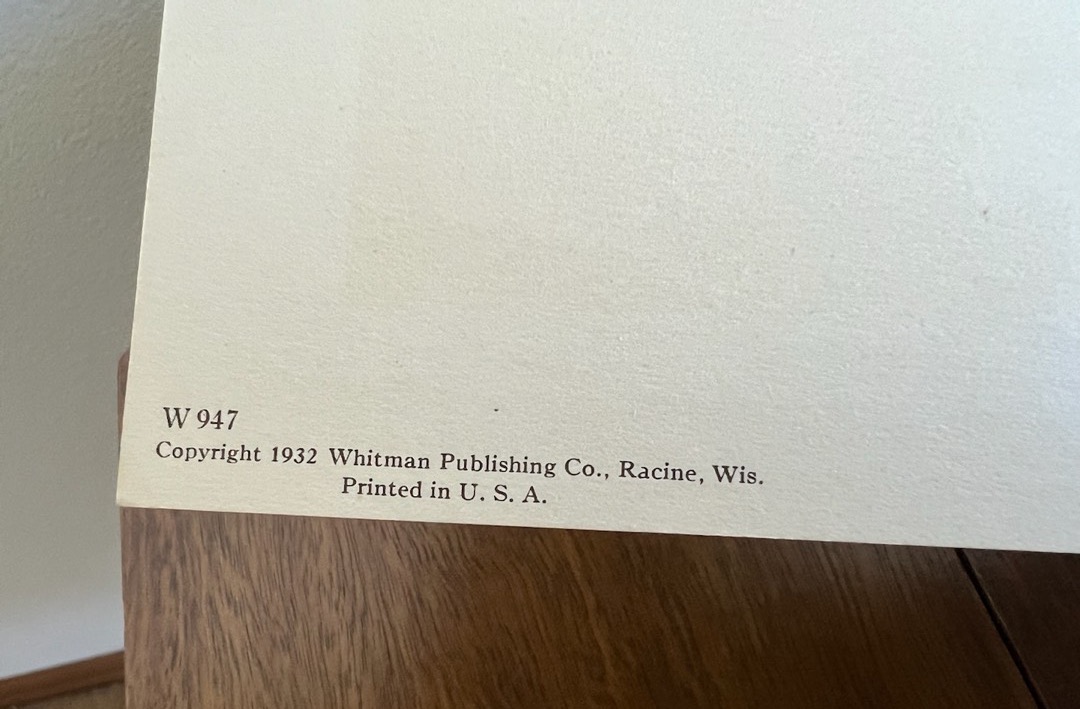 W 947
Copyright 1932 Whitman Publishing Co., Racine, Wis.
Printed in U. S. A.